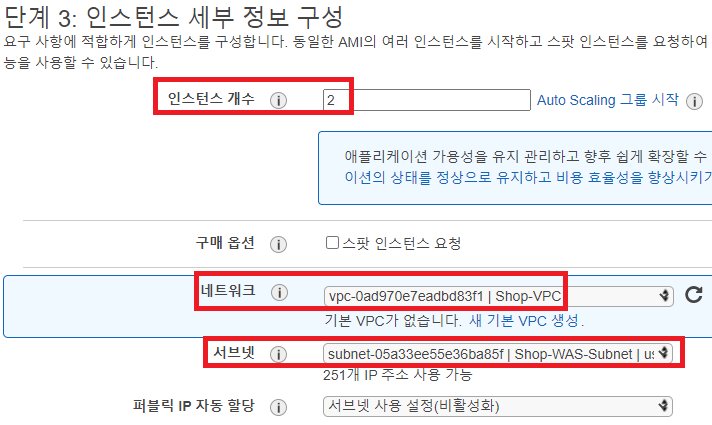 단계 3: 인스턴스 세부 정보 구성
요구 사항에 적합하게 인스턴스를 구성합니다. 동일한 AMI의 여러 인스턴스를 시작하고 스팟 인스턴스를 요청하여
능을 사용할 수 있습니다.
인스턴스 개수 i 2 Auto Scaling 그룹 시작 i
애플리케이션 가용성을 유지 관리하고 향후 쉽게 확장할 수
이션의 상태를 정상으로 유지하고 비용 효율성을 향상시키기
구매 옵션 i 스팟 인스턴스 요청
네트워크 i vpc-0ad970e7eadbd83f1 | Shop-VPC
기본 VPC가 없습니다. 새 기본 VPC 생성.
서브넷 i subnet-05a33ee55e36ba85f | Shop-WAS-Subnet | us
251개 IP 주소 사용 가능
퍼블릭 IP 자동 할당 i 서브넷 사용 설정(비활성화)